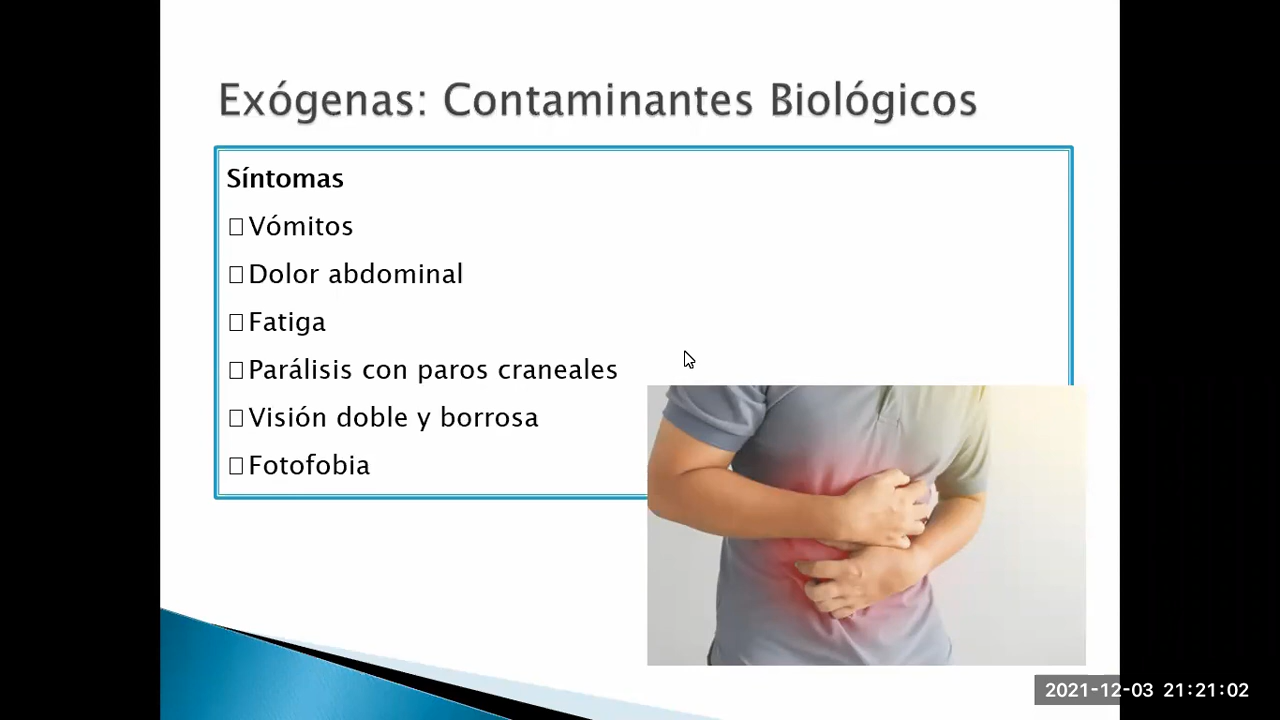 Exógenas: Contaminantes Biológicos
Síntomas
Vómitos
Dolor abdominal
Fatiga
Parálisis con paros craneales
Visión doble y borrosa
Fotofobia
2021-12-03 21:21:02